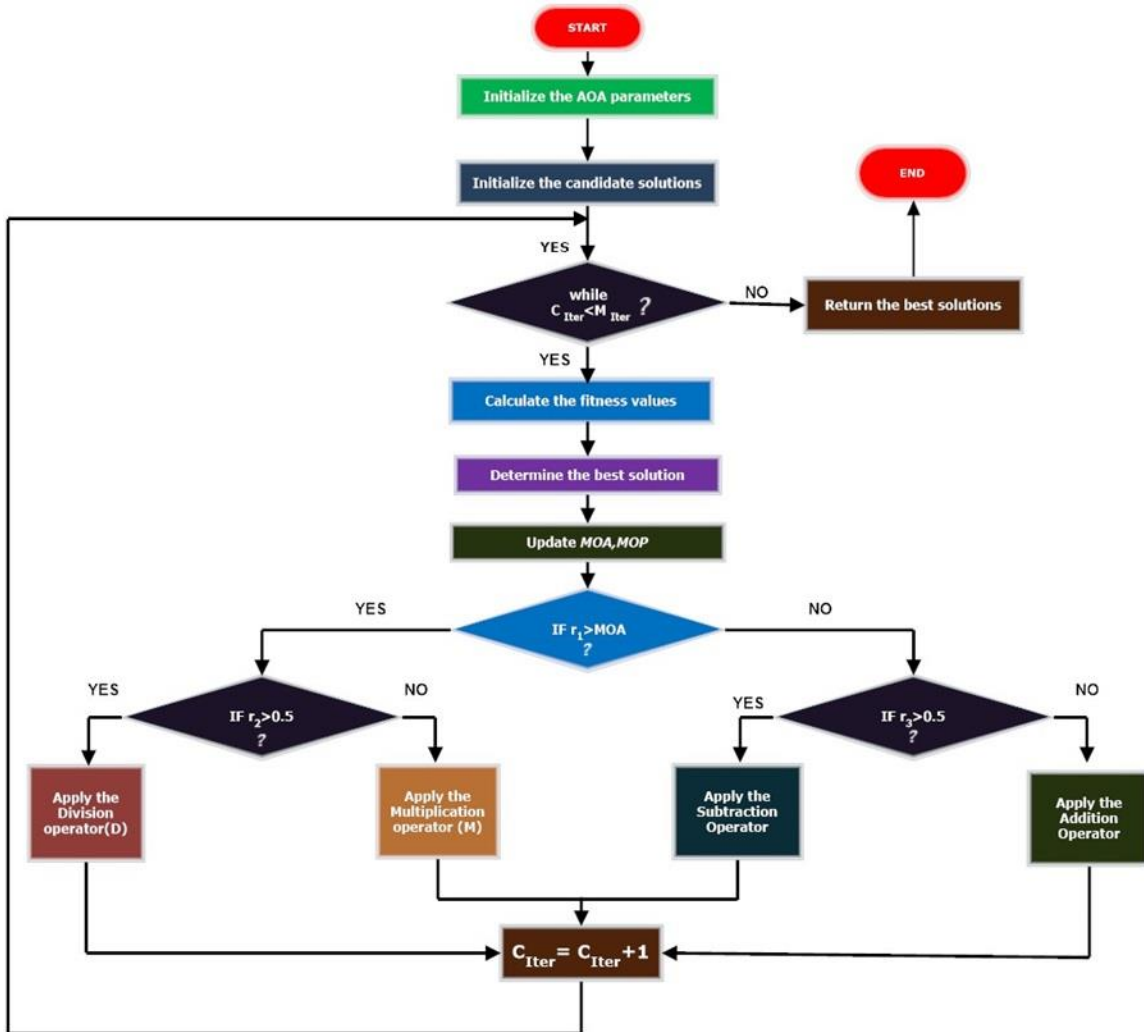 START
Initialize the AOA parameters
Initialize the candidate solutions
END
YES
while
C Iter<M Iter ?
NO
Return the best solutions
YES
Calculate the fitness values
Determine the best solution
Update MOA,MOP
YES
NO
IF r1>MOA
?
YES
NO
IF r2>0.5
?
YES
NO
IF r3>0.5
?
Apply the
Division
operator(D)
Apply the
Multiplication
operator (M)
Apply the
Subtraction
Operator
Apply the
Addition
Operator
CIter= CIter+1